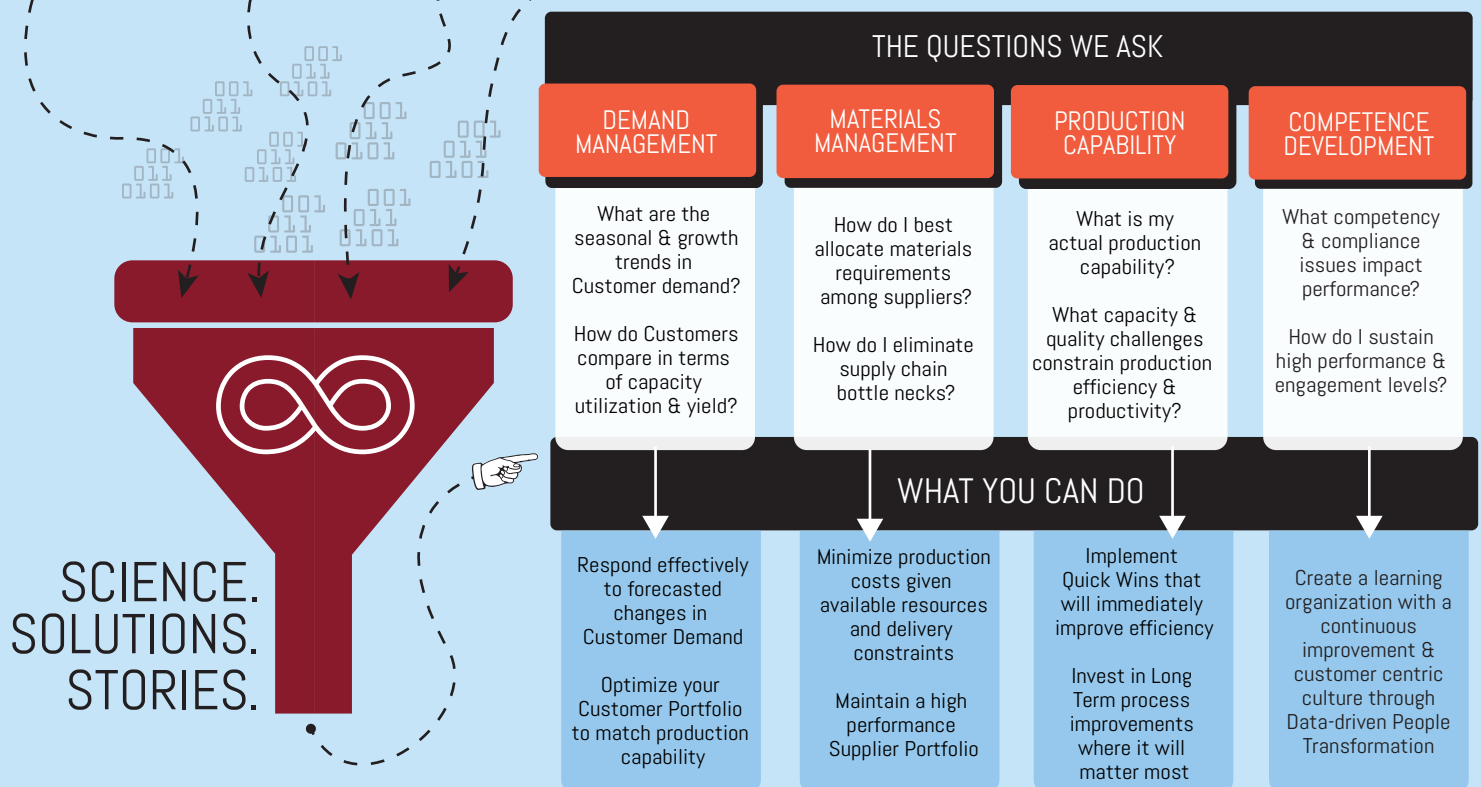 001
011
0101
001
011
0101
001
011
0101
001
011
0101
001
011
0101
001
011
0101
001
011
0101
001
011
0101
SCIENCE.
SOLUTIONS.
STORIES.
THE QUESTIONS WE ASK
DEMAND
MANAGEMENT
What are the
seasonal & growth
trends in
Customer demand?
How do Customers
compare in terms
of capacity
utilization & yield?
MATERIALS
MANAGEMENT
How do I best
allocate materials
requirements
among suppliers?
How do I eliminate
supply chain
bottle necks?
PRODUCTION
CAPABILITY
What is my
actual production
capability?
What capacity &
quality challenges
constrain production
efficiency &
productivity?
COMPETENCE
DEVELOPMENT
What competency
& compliance
issues impact
performance?
How do I sustain
high performance &
engagement levels?
WHAT YOU CAN DO
Respond effectively
to forecasted
changes in
Customer Demand
Optimize your
Customer Portfolio
to match production
capability
Minimize production
costs given
available resources
and delivery
constraints
Maintain a high
performance
Supplier Portfolio
Implement
Quick Wins that
will immediately
improve efficiency
Invest in Long
Term process
improvements
where it will
matter most
Create a learning
organization with a
continuous
improvement &
customer centric
culture through
Data-driven People
Transformation